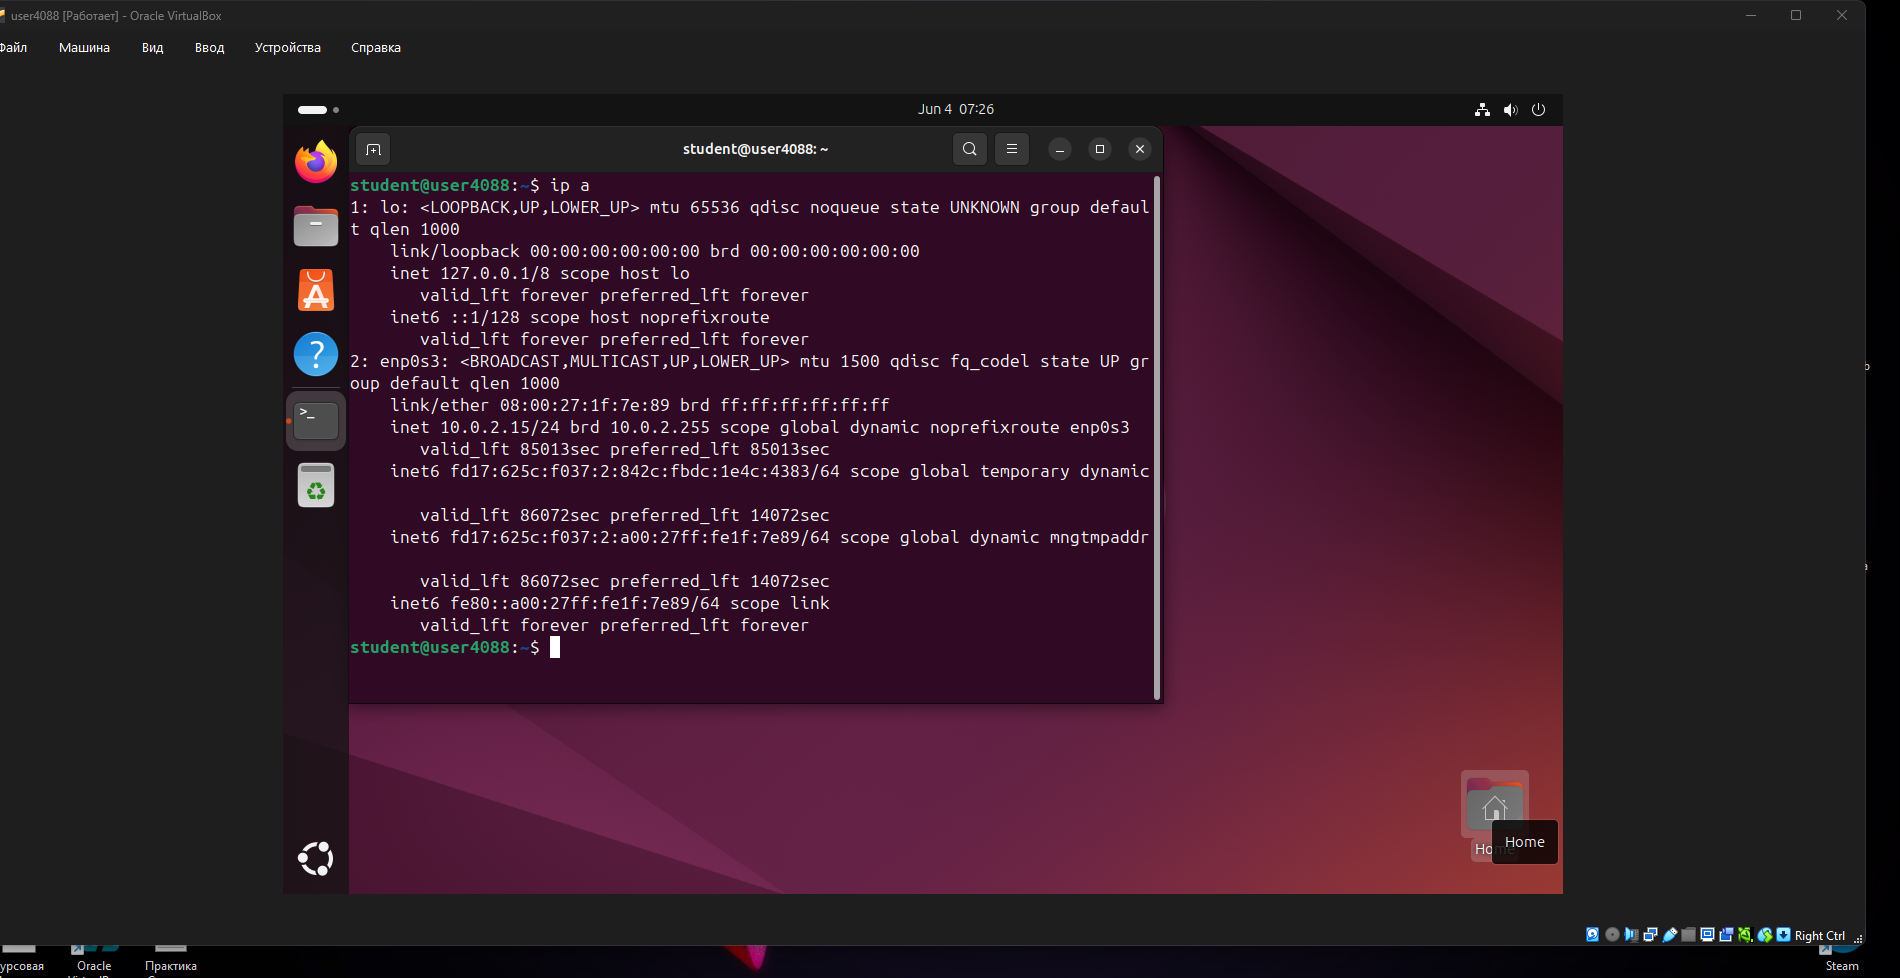 user4088 [Работает] - Oracle VirtualBox
Файл Машина Вид Ввод Устройства Справка
Jun 4 07:26
student@user4088: ~
student@user4088:~$ ip a
1: lo: <LOOPBACK,UP,LOWER_UP> mtu 65536 qdisc noqueue state UNKNOWN group defaul
t qlen 1000
link/loopback 00:00:00:00:00:00 brd 00:00:00:00:00:00
inet 127.0.0.1/8 scope host lo
valid_lft forever preferred_lft forever
inet6 ::1/128 scope host noprefixroute
valid_lft forever preferred_lft forever
2: enp0s3: <BROADCAST,MULTICAST,UP,LOWER_UP> mtu 1500 qdisc fq_codel state UP gr
oup default qlen 1000
link/ether 08:00:27:1f:7e:89 brd ff:ff:ff:ff:ff:ff
inet 10.0.2.15/24 brd 10.0.2.255 scope global dynamic noprefixroute enp0s3
valid_lft 85013sec preferred_lft 85013sec
inet6 fd17:625c:f037:2:842c:fbdc:1e4c:4383/64 scope global temporary dynamic
valid_lft 86072sec preferred_lft 14072sec
inet6 fd17:625c:f037:2:a00:27ff:fe1f:7e89/64 scope global dynamic mngtmpaddr
valid_lft 86072sec preferred_lft 14072sec
inet6 fe80::a00:27ff:fe1f:7e89/64 scope link
valid_lft forever preferred_lft forever
student@user4088:~$
Home
Home
Right Ctrl
урсовая
Oracle
Практика
Steam